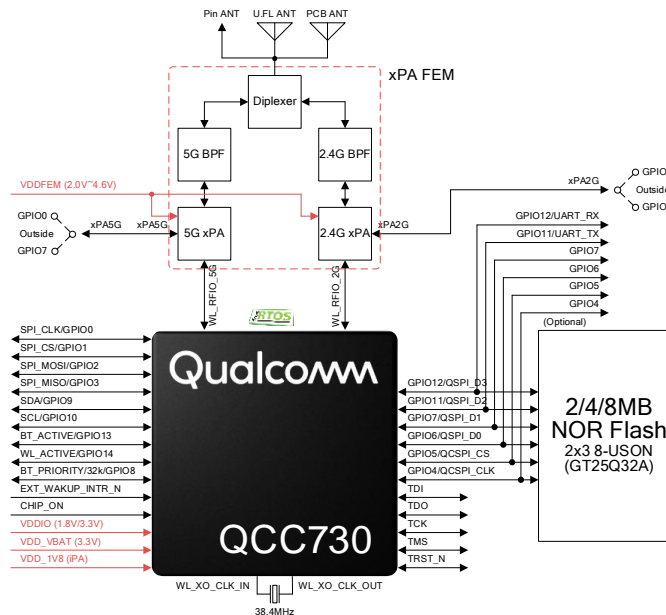 Pin ANT
U.FL ANT
PCB ANT
xPA FEM
Diplexer
5G BPF
2.4G BPF
VDDFEM (2.0V~4.6V)
GPIO0
Outside
GPIO7
xPA5G
xPA5G
5G xPA
2.4G xPA
xPA2G
xPA2G
GPIO
Outside
GPIO
GPIO12/UART_RX
GPIO11/UART_TX
GPIO7
GPIO6
GPIO5
GPIO4
(Optional)
WL_RFIO_5G
WL_RFIO_2G
RTOS
SPI_CLK/GPIO0
SPI_CS/GPIO1
SPI_MOSI/GPIO2
SPI_MISO/GPIO3
SDA/GPIO9
SCL/GPIO10
BT_ACTIVE/GPIO13
WL_ACTIVE/GPIO14
BT_PRIORITY/32k/GPIO8
EXT_WAKUP_INTR_N
CHIP_ON
VDDIO (1.8V/3.3V)
VDD_VBAT (3.3V)
VDD_1V8 (iPA)
Qualcomm
QCC730
GPIO12/QSPI_D3
GPIO11/QSPI_D2
GPIO7/QSPI_D1
GPIO6/QSPI_D0
GPIO5/QCSPI_CS
GPIO4/QCSPI_CLK
TDI
TDO
TCK
TMS
TRST_N
2/4/8MB
NOR Flash
2x3 8-USON
(GT25Q32A)
WL_XO_CLK_IN
WL_XO_CLK_OUT
38.4MHz